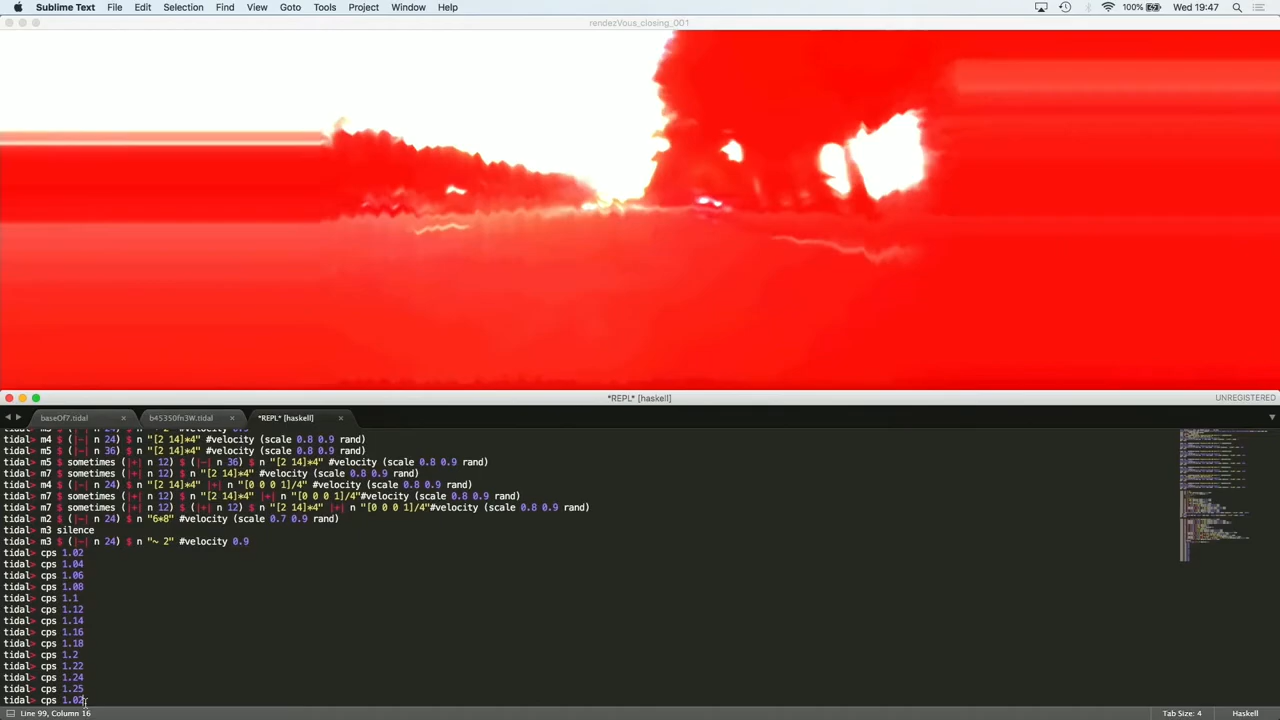 Sublime Text File Edit Selection Find View Goto Tools Project Window Help 100% Wed 19:47
rendezVous_closing_001
*REPL* [haskell] UNREGISTERED
baseOf7.tidal b45350fn3W.tidal *REPL* [haskell]
tidal> m4 $ (|-| n 24) $ n "[2 14]*4" #velocity (scale 0.8 0.9 rand)
tidal> m5 $ (|-| n 36) $ n "[2 14]*4" #velocity (scale 0.8 0.9 rand)
tidal> m5 $ sometimes (|+| n 12) $ (|-| n 36) $ n "[2 14]*4" #velocity (scale 0.8 0.9 rand)
tidal> m7 $ sometimes (|+| n 12) $ n "[2 14]*4" #velocity (scale 0.8 0.9 rand)
tidal> m4 $ (|-| n 24) $ n "[2 14]*4" |+| n "[0 0 0 1]/4" #velocity (scale 0.8 0.9 rand)
tidal> m7 $ sometimes (|+| n 12) $ n "[2 14]*4" |+| n "[0 0 0 1]/4"#velocity (scale 0.8 0.9 rand)
tidal> m7 $ sometimes (|+| n 12) $ (|+| n 12) $ n "[2 14]*4" |+| n "[0 0 0 1]/4"#velocity (scale 0.8 0.9 rand)
tidal> m2 $ (|-| n 24) $ n "6*8" #velocity (scale 0.7 0.9 rand)
tidal> m3 silence
tidal> m3 $ (|-| n 24) $ n "~ 2" #velocity 0.9
tidal> cps 1.02
tidal> cps 1.04
tidal> cps 1.06
tidal> cps 1.08
tidal> cps 1.1
tidal> cps 1.12
tidal> cps 1.14
tidal> cps 1.16
tidal> cps 1.18
tidal> cps 1.2
tidal> cps 1.22
tidal> cps 1.24
tidal> cps 1.25
tidal> cps 1.02
Line 99, Column 16 Tab Size: 4 Haskell